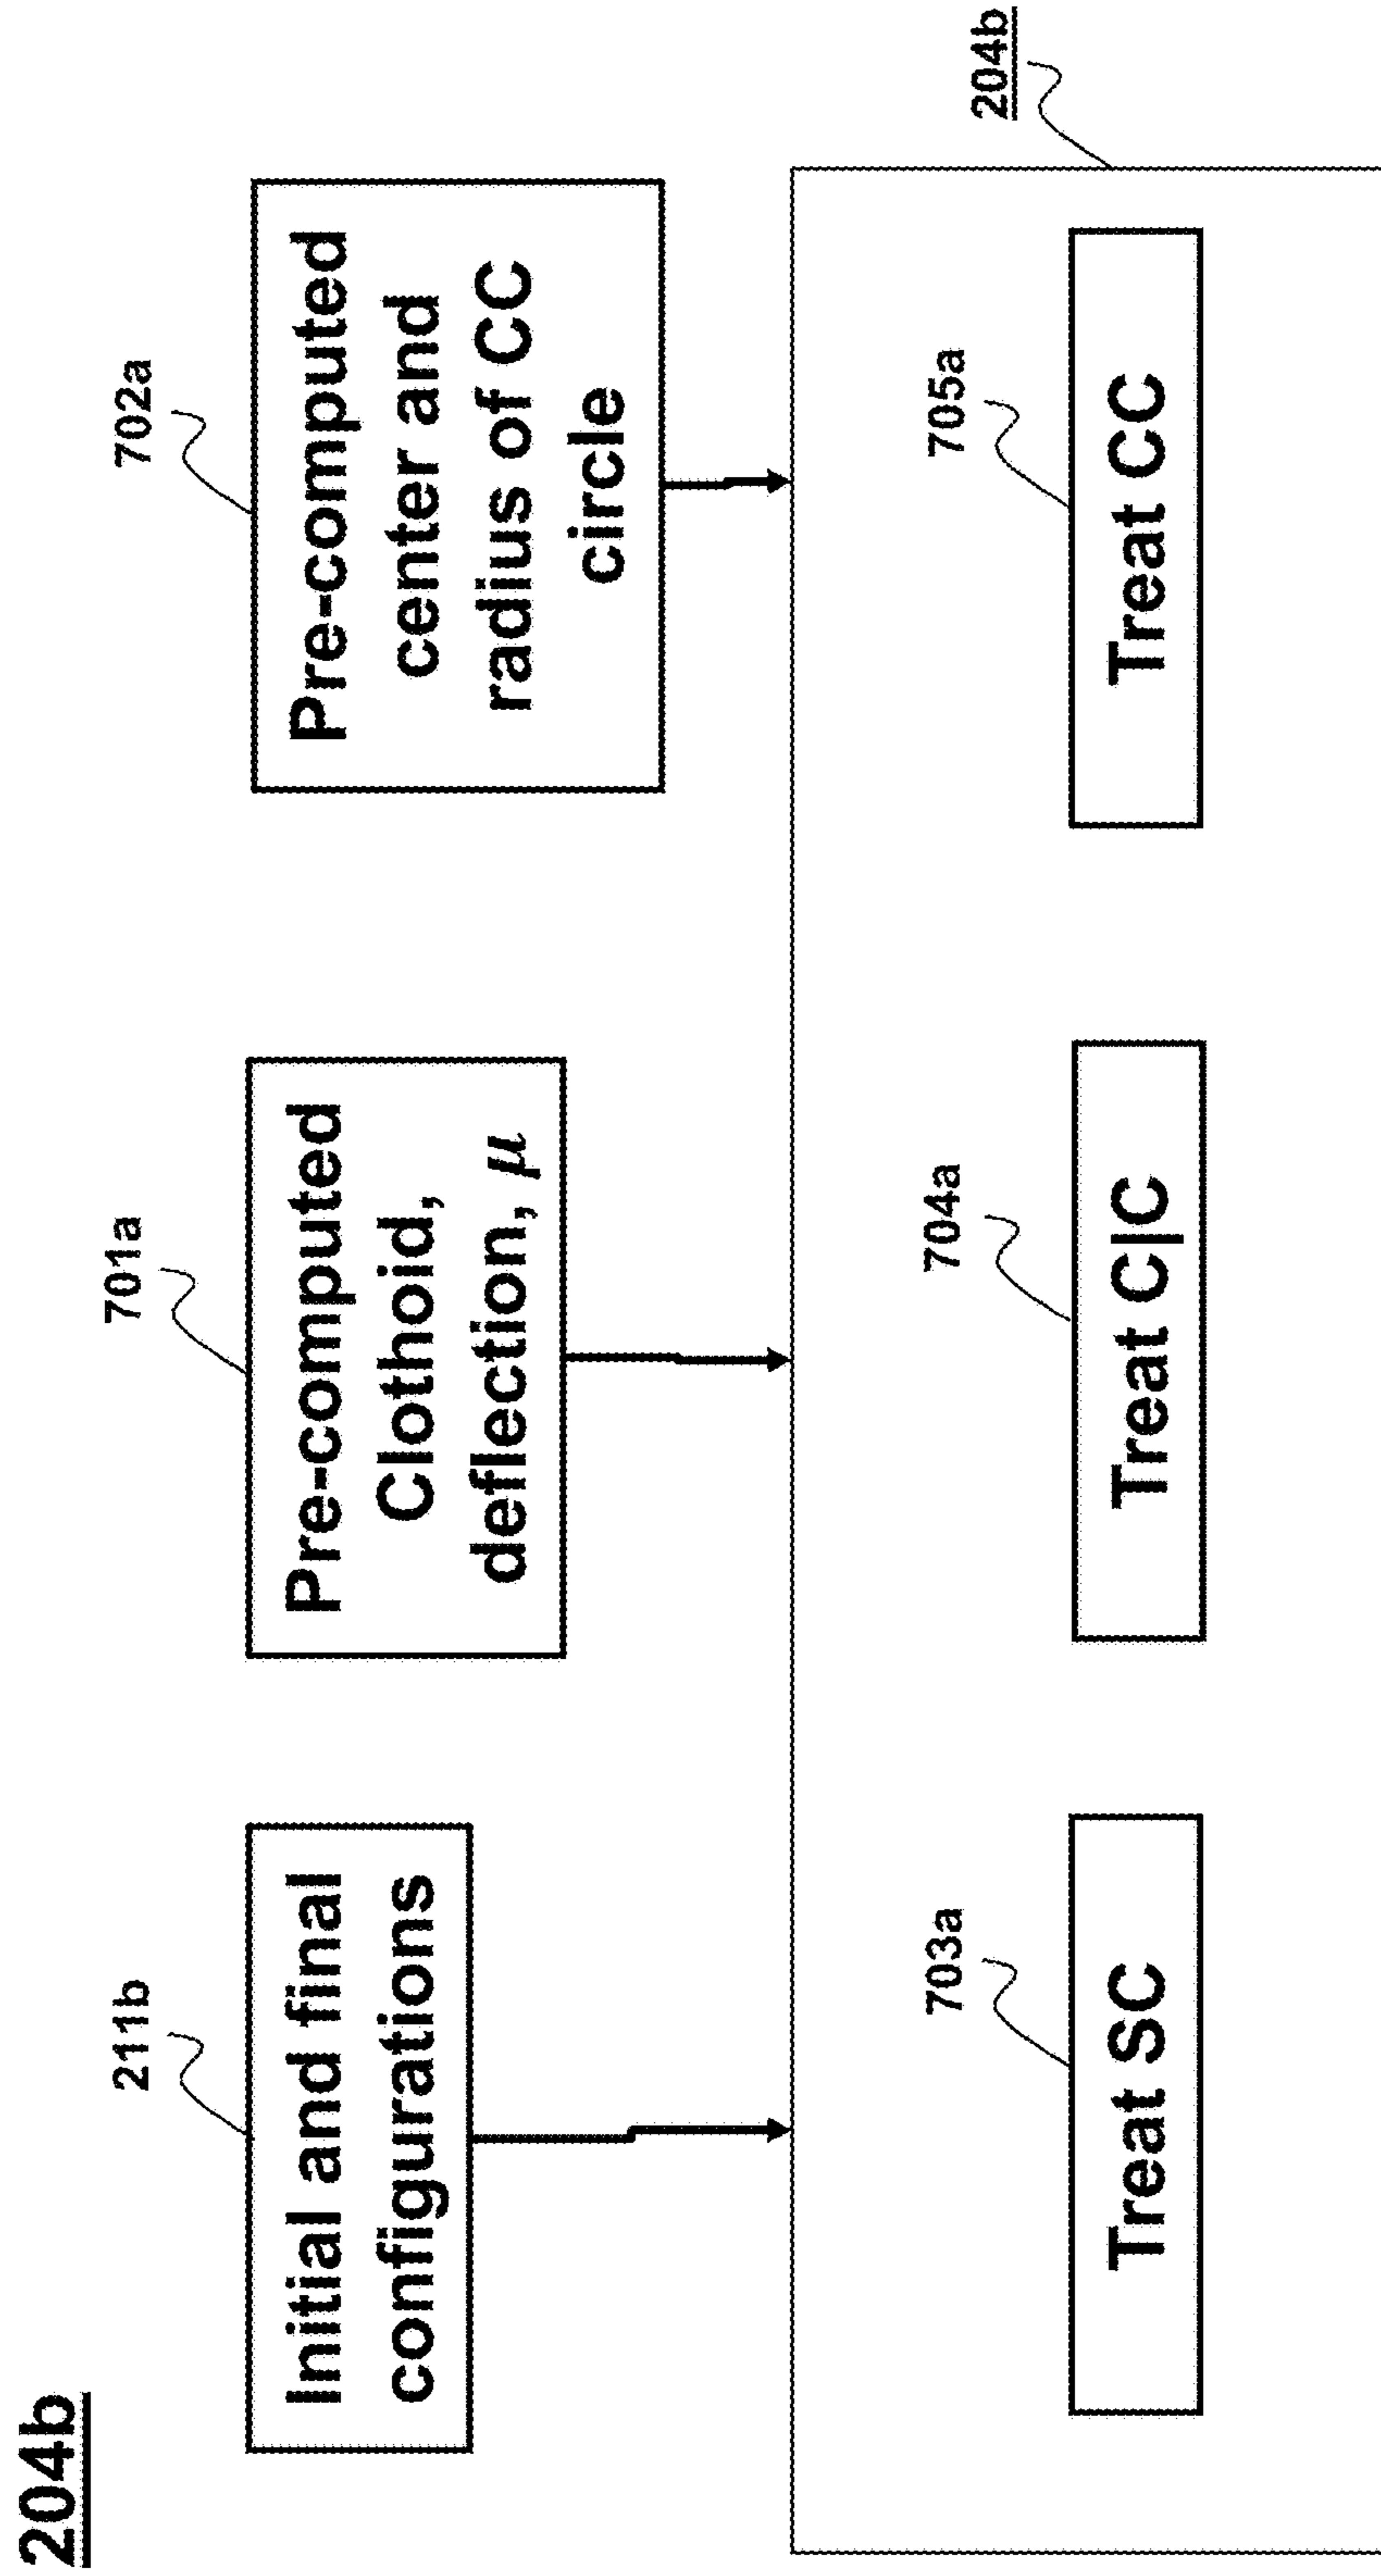 204b
211b
Initial and final
configurations
701a
Pre-computed
Clothoid,
deflection, μ
702a
Pre-computed
center and
radius of CC
circle
204b
703a
Treat SC
704a
Treat C|C
705a
Treat CC